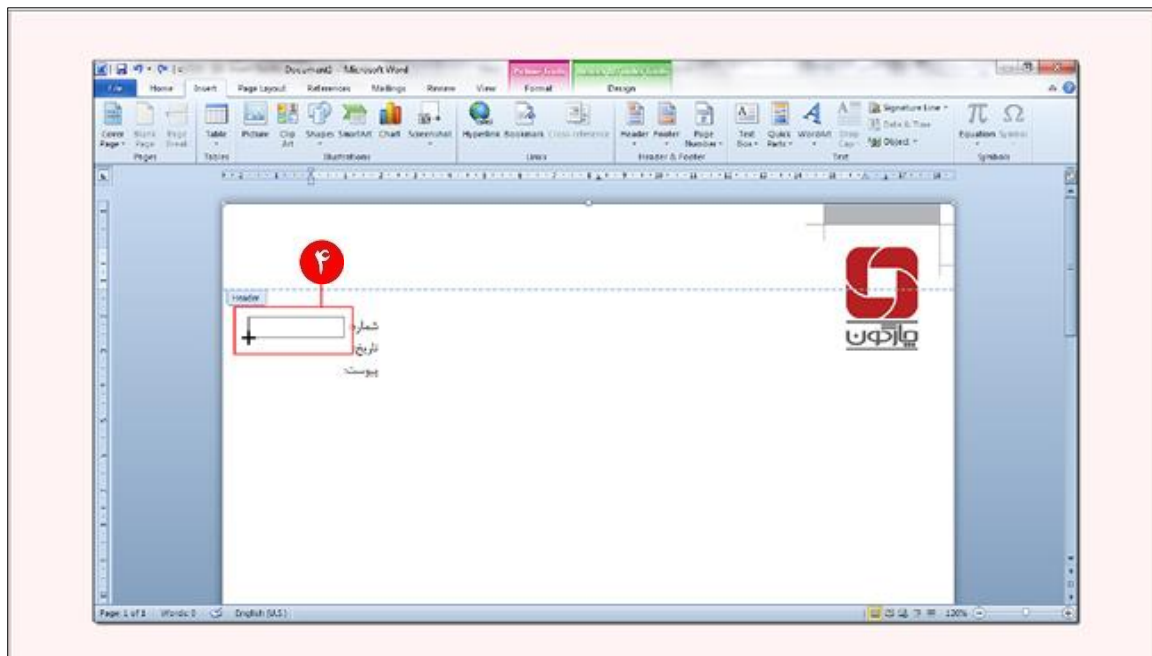 Document2 - Microsoft Word
Picture Tools
File Home Insert Page Layout References Mailings Review View Format Design
Cover Page Blank Page Page Break
Pages
Table
Tables
Picture Clip Art Shapes SmartArt Chart Screenshot
Illustrations
Hyperlink Bookmark Cross-reference
Links
Header Footer Page Number
Header & Footer
Text Box Quick Parts WordArt Drop Cap
Signature Line
Date & Time
Object
Text
Equation Symbol
Symbols
۴
Header
شماره:
تاریخ:
پیوست:
چارگون
Page: 1 of 1 Words: 0 English (U.S.) 120%